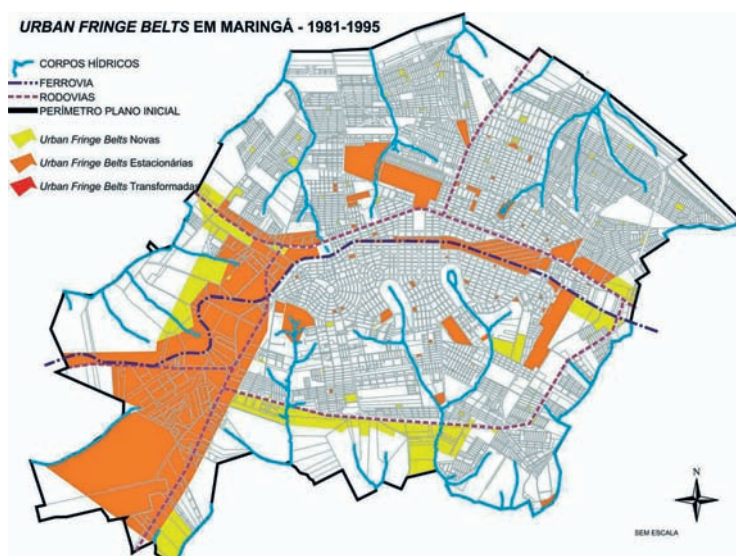 URBAN FRINGE BELTS EM MARINGÁ - 1981-1995
CORPOS HÍDRICOS
FERROVIA
RODOVIAS
PERÍMETRO PLANO INICIAL
Urban Fringe Belts Novas
Urban Fringe Belts Estacionárias
Urban Fringe Belts Transformadas
N
SEM ESCALA